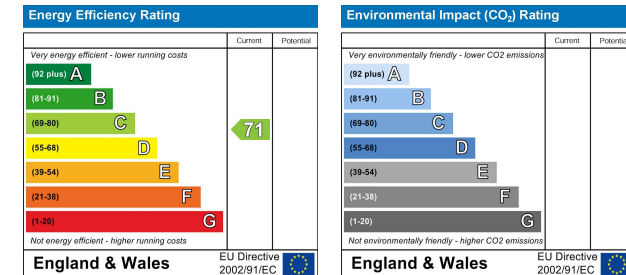 Energy Efficiency Rating
Current Potential
Very energy efficient - lower running costs
(92 plus) A
(81-91) B
(69-80) C
71
(55-68) D
(39-54) E
(21-38) F
(1-20) G
Not energy efficient - higher running costs
England & Wales
EU Directive
2002/91/EC
Environmental Impact (CO₂) Rating
Current Potential
Very environmentally friendly - lower CO2 emissions
(92 plus) A
(81-91) B
(69-80) C
(55-68) D
(39-54) E
(21-38) F
(1-20) G
Not environmentally friendly - higher CO2 emissions
England & Wales
EU Directive
2002/91/EC